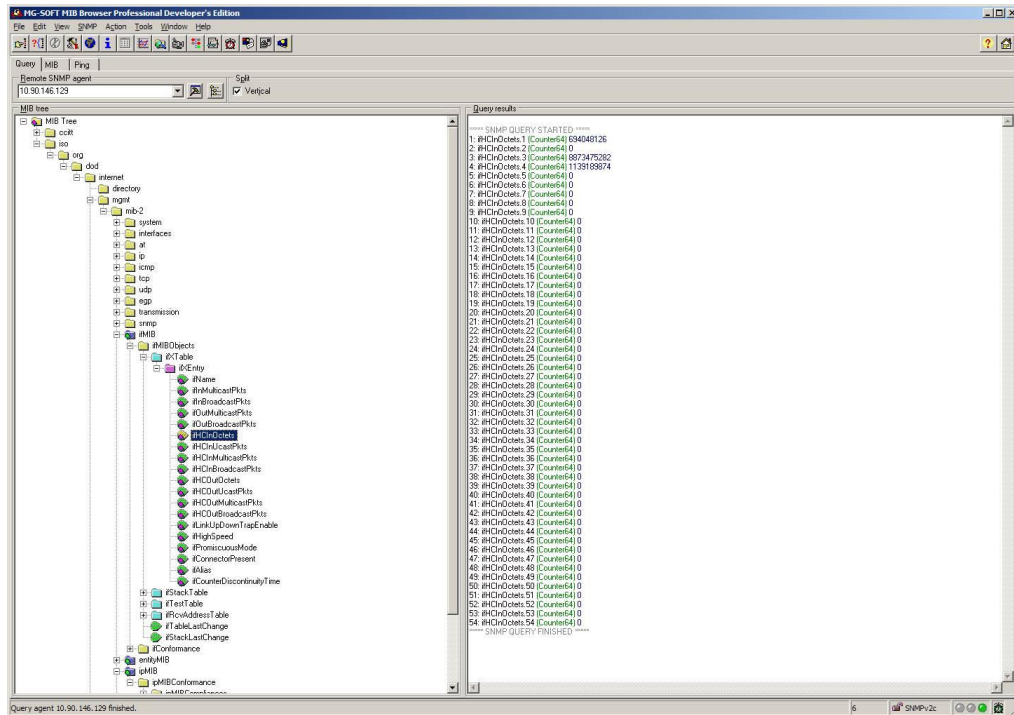 MG-SOFT MIB Browser Professional Developer's Edition
File Edit View SNMP Action Tools Window Help
Query MIB Ping
Remote SNMP agent
Split
10.90.146.129
Vertical
MIB tree
MIB Tree
ccitt
iso
org
dod
internet
directory
mgmt
mib-2
system
interfaces
at
ip
icmp
tcp
udp
egp
transmission
snmp
ifMIB
ifMIBObjects
ifXTable
ifXEntry
ifName
ifInMulticastPkts
ifInBroadcastPkts
ifOutMulticastPkts
ifOutBroadcastPkts
ifHCInOctets
ifHCInUcastPkts
ifHCInMulticastPkts
ifHCInBroadcastPkts
ifHCOutOctets
ifHCOutUcastPkts
ifHCOutMulticastPkts
ifHCOutBroadcastPkts
ifLinkUpDownTrapEnable
ifHighSpeed
ifPromiscuousMode
ifConnectorPresent
ifAlias
ifCounterDiscontinuityTime
ifStackTable
ifTestTable
ifRcvAddressTable
ifTableLastChange
ifStackLastChange
ifConformance
entityMIB
ipMIB
ipMIBConformance
ipMIBCompliances
Query results
***** SNMP QUERY STARTED *****
1: ifHCInOctets.1 (Counter64) 694048126
2: ifHCInOctets.2 (Counter64) 0
3: ifHCInOctets.3 (Counter64) 8873475282
4: ifHCInOctets.4 (Counter64) 1139189874
5: ifHCInOctets.5 (Counter64) 0
6: ifHCInOctets.6 (Counter64) 0
7: ifHCInOctets.7 (Counter64) 0
8: ifHCInOctets.8 (Counter64) 0
9: ifHCInOctets.9 (Counter64) 0
10: ifHCInOctets.10 (Counter64) 0
11: ifHCInOctets.11 (Counter64) 0
12: ifHCInOctets.12 (Counter64) 0
13: ifHCInOctets.13 (Counter64) 0
14: ifHCInOctets.14 (Counter64) 0
15: ifHCInOctets.15 (Counter64) 0
16: ifHCInOctets.16 (Counter64) 0
17: ifHCInOctets.17 (Counter64) 0
18: ifHCInOctets.18 (Counter64) 0
19: ifHCInOctets.19 (Counter64) 0
20: ifHCInOctets.20 (Counter64) 0
21: ifHCInOctets.21 (Counter64) 0
22: ifHCInOctets.22 (Counter64) 0
23: ifHCInOctets.23 (Counter64) 0
24: ifHCInOctets.24 (Counter64) 0
25: ifHCInOctets.25 (Counter64) 0
26: ifHCInOctets.26 (Counter64) 0
27: ifHCInOctets.27 (Counter64) 0
28: ifHCInOctets.28 (Counter64) 0
29: ifHCInOctets.29 (Counter64) 0
30: ifHCInOctets.30 (Counter64) 0
31: ifHCInOctets.31 (Counter64) 0
32: ifHCInOctets.32 (Counter64) 0
33: ifHCInOctets.33 (Counter64) 0
34: ifHCInOctets.34 (Counter64) 0
35: ifHCInOctets.35 (Counter64) 0
36: ifHCInOctets.36 (Counter64) 0
37: ifHCInOctets.37 (Counter64) 0
38: ifHCInOctets.38 (Counter64) 0
39: ifHCInOctets.39 (Counter64) 0
40: ifHCInOctets.40 (Counter64) 0
41: ifHCInOctets.41 (Counter64) 0
42: ifHCInOctets.42 (Counter64) 0
43: ifHCInOctets.43 (Counter64) 0
44: ifHCInOctets.44 (Counter64) 0
45: ifHCInOctets.45 (Counter64) 0
46: ifHCInOctets.46 (Counter64) 0
47: ifHCInOctets.47 (Counter64) 0
48: ifHCInOctets.48 (Counter64) 0
49: ifHCInOctets.49 (Counter64) 0
50: ifHCInOctets.50 (Counter64) 0
51: ifHCInOctets.51 (Counter64) 0
52: ifHCInOctets.52 (Counter64) 0
53: ifHCInOctets.53 (Counter64) 0
54: ifHCInOctets.54 (Counter64) 0
***** SNMP QUERY FINISHED *****
Query agent 10.90.146.129 finished.
6
SNMPv2c